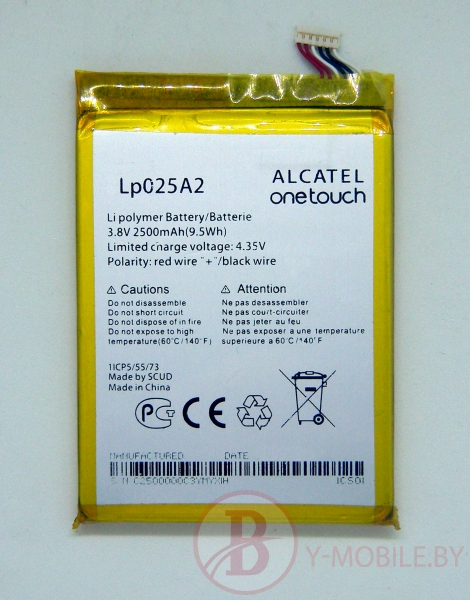 Lp025A2
ALCATEL
onetouch
Li polymer Battery/Batterie
3.8V 2500mAh(9.5Wh)
Limited charge voltage: 4.35V
Polarity: red wire "+"/black wire
Cautions
Do not disassemble
Do not short circuit
Do not dispose of in fire
Do not expose to high
temperature(60°C/140°F)
Attention
Ne pas desassembler
Ne pas court-circuiter
Ne pas jeter au feu
Ne pas exposer a une temperature
superieure a 60°C/140°F
1ICP5/55/73
Made by SCUD
Made in China
CE
MANUFACTURED DATE
ICS01
B Y-MOBILE.BY